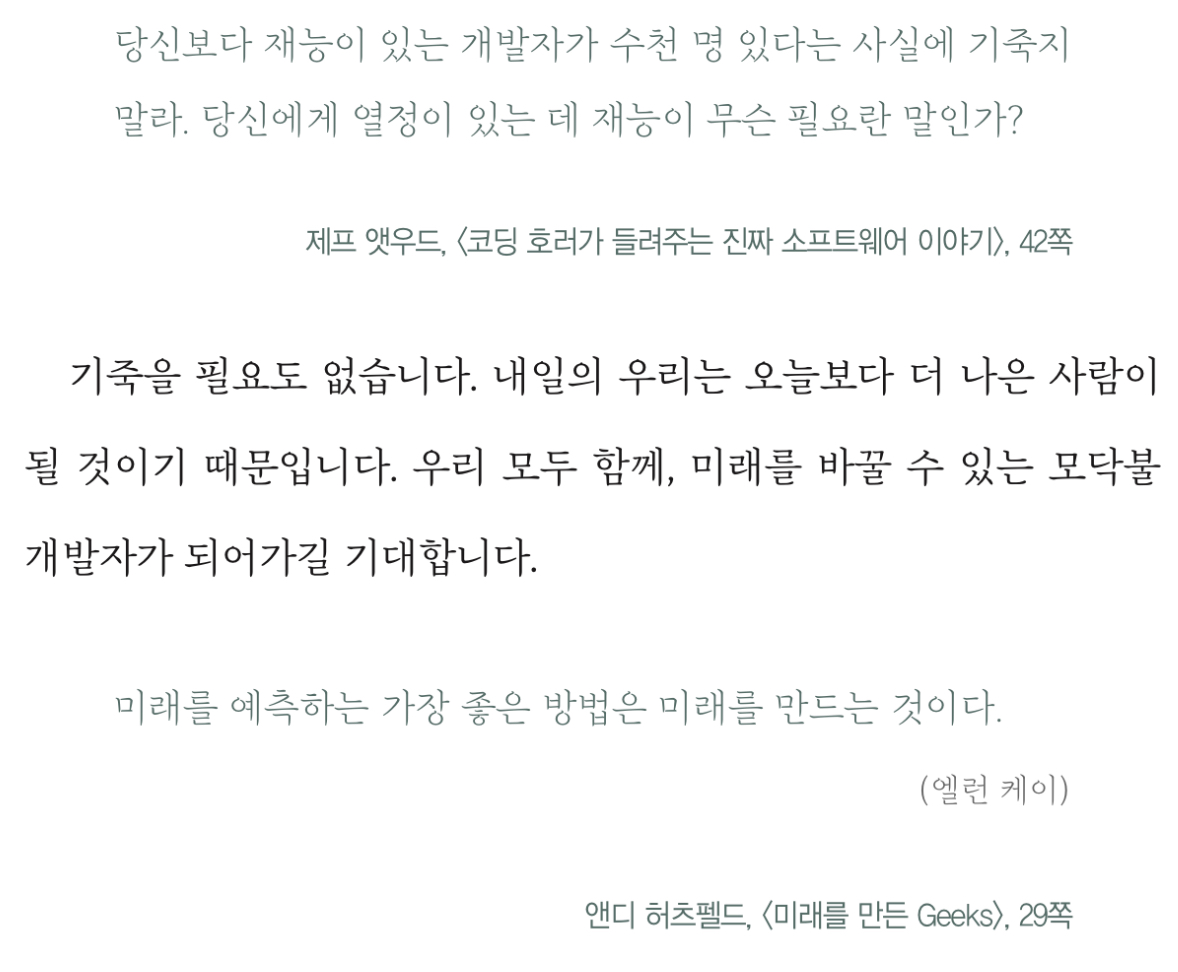 당신보다 재능이 있는 개발자가 수천 명 있다는 사실에 기죽지
말라. 당신에게 열정이 있는 데 재능이 무슨 필요란 말인가?
제프 앳우드, 〈코딩 호러가 들려주는 진짜 소프트웨어 이야기〉, 42쪽
기죽을 필요도 없습니다. 내일의 우리는 오늘보다 더 나은 사람이
될 것이기 때문입니다. 우리 모두 함께, 미래를 바꿀 수 있는 모닥불
개발자가 되어가길 기대합니다.
미래를 예측하는 가장 좋은 방법은 미래를 만드는 것이다.
(엘런 케이)
앤디 허츠펠드, 〈미래를 만든 Geeks〉, 29쪽